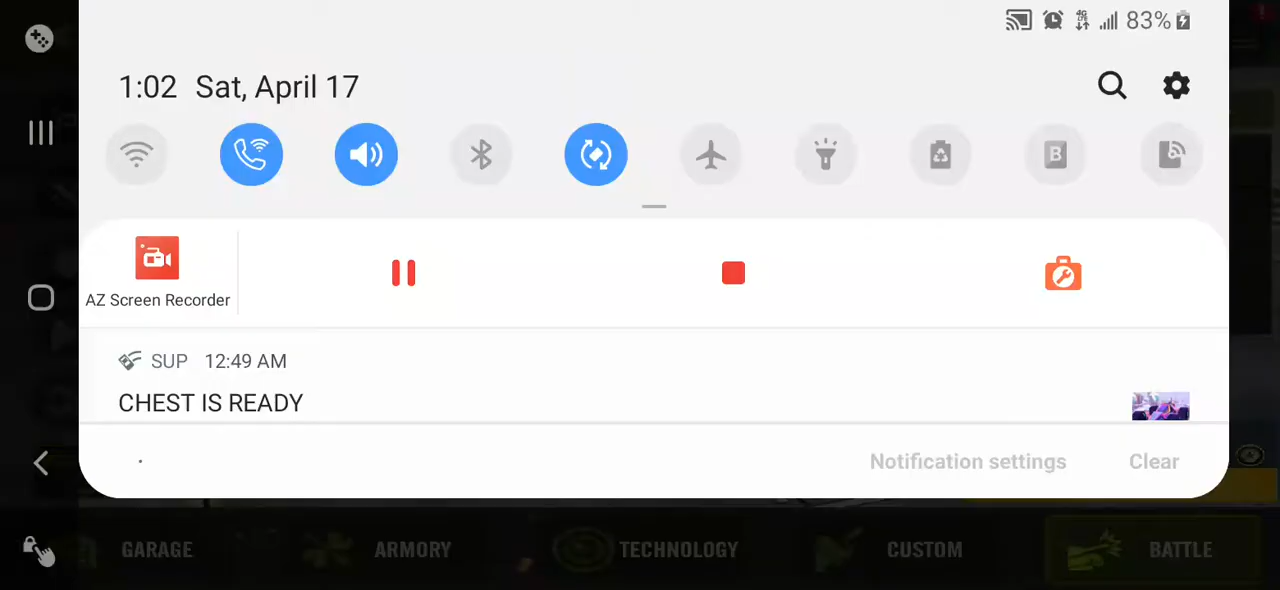 83%
1:02 Sat, April 17
B
AZ Screen Recorder
SUP 12:49 AM
CHEST IS READY
Notification settings Clear
GARAGE ARMORY TECHNOLOGY CUSTOM BATTLE